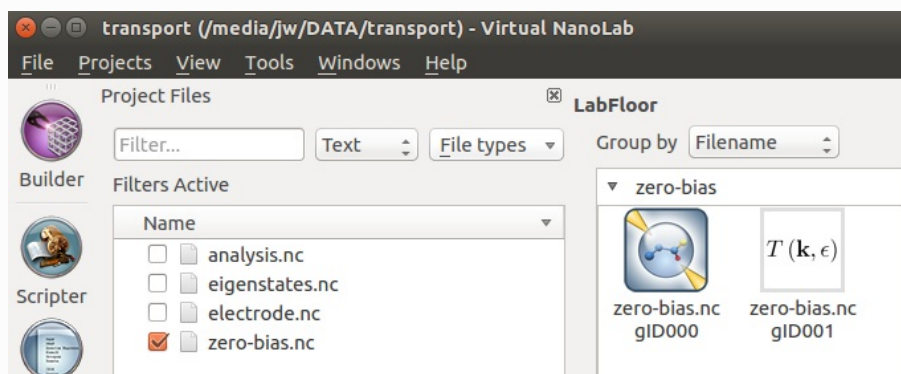 transport (/media/jw/DATA/transport) - Virtual NanoLab
File Projects View Tools Windows Help
Project Files
Filter... Text File types
Filters Active
Name
analysis.nc
eigenstates.nc
electrode.nc
zero-bias.nc
Builder
Scripter
LabFloor
Group by Filename
zero-bias
T (k, ϵ)
zero-bias.nc
gID000
zero-bias.nc
gID001